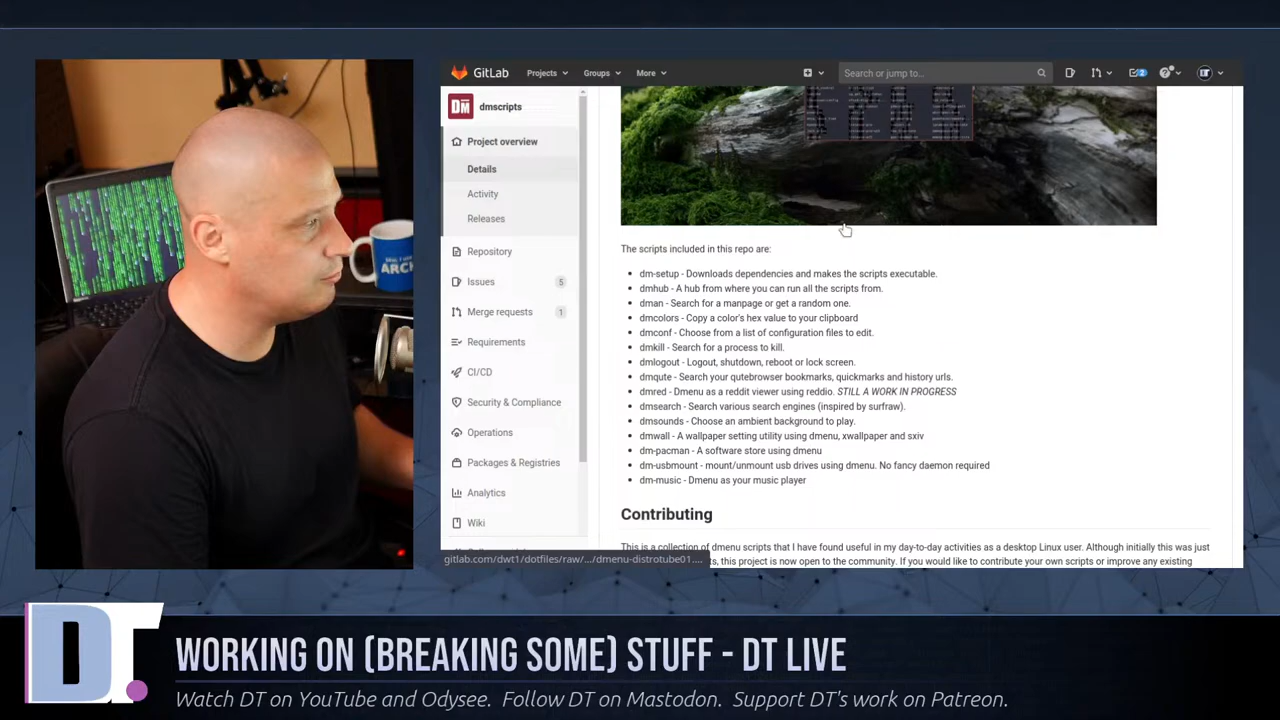 GitLab Projects Groups More Search or jump to... 2
dmscripts
Project overview
Details
Activity
Releases
Repository
Issues 5
Merge requests 1
Requirements
CI/CD
Security & Compliance
Operations
Packages & Registries
Analytics
Wiki
The scripts included in this repo are:
dm-setup - Downloads dependencies and makes the scripts executable.
dmhub - A hub from where you can run all the scripts from.
dman - Search for a manpage or get a random one.
dmcolors - Copy a color's hex value to your clipboard
dmconf - Choose from a list of configuration files to edit.
dmkill - Search for a process to kill.
dmlogout - Logout, shutdown, reboot or lock screen.
dmqute - Search your qutebrowser bookmarks, quickmarks and history urls.
dmred - Dmenu as a reddit viewer using reddio. STILL A WORK IN PROGRESS
dmsearch - Search various search engines (inspired by surfraw).
dmsounds - Choose an ambient background to play.
dmwall - A wallpaper setting utility using dmenu, xwallpaper and sxiv
dm-pacman - A software store using dmenu
dm-usbmount - mount/unmount usb drives using dmenu. No fancy daemon required
dm-music - Dmenu as your music player
Contributing
This is a collection of dmenu scripts that I have found useful in my day-to-day activities as a desktop Linux user. Although initially this was just
this project is now open to the community. If you would like to contribute your own scripts or improve any existing
gitlab.com/dwt1/dotfiles/raw/.../dmenu-distrotube01....
ARCH
DT
WORKING ON (BREAKING SOME) STUFF - DT LIVE
Watch DT on YouTube and Odysee. Follow DT on Mastodon. Support DT's work on Patreon.